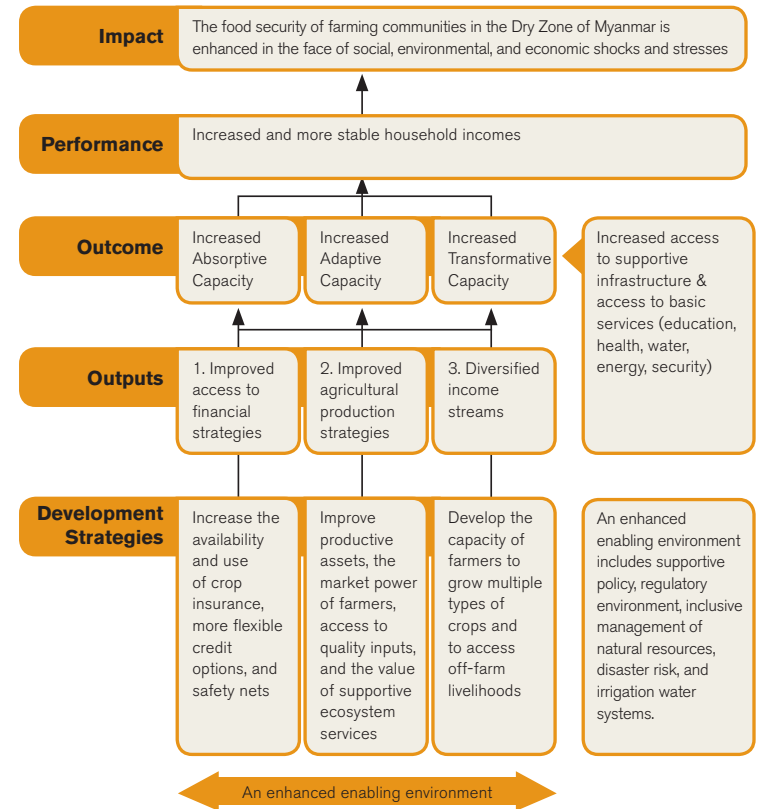 Impact
The food security of farming communities in the Dry Zone of Myanmar is
enhanced in the face of social, environmental, and economic shocks and stresses
Performance
Increased and more stable household incomes
Outcome
Increased
Absorptive
Capacity
Increased
Adaptive
Capacity
Increased
Transformative
Capacity
Increased access
to supportive
infrastructure &
access to basic
services (education,
health, water,
energy, security)
Outputs
1. Improved
access to
financial
strategies
2. Improved
agricultural
production
strategies
3. Diversified
income
streams
Development
Strategies
Increase the
availability
and use
of crop
insurance,
more flexible
credit
options, and
safety nets
Improve
productive
assets, the
market power
of farmers,
access to
quality inputs,
and the value
of supportive
ecosystem
services
Develop the
capacity of
farmers to
grow multiple
types of
crops and
to access
off-farm
livelihoods
An enhanced
enabling environment
includes supportive
policy, regulatory
environment, inclusive
management of
natural resources,
disaster risk, and
irrigation water
systems.
An enhanced enabling environment